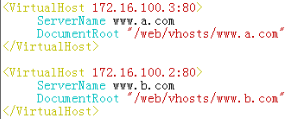 <VirtualHost 172.16.100.3:80>
ServerName www.a.com
DocumentRoot "/web/vhosts/www.a.com"
</VirtualHost>
<VirtualHost 172.16.100.2:80>
ServerName www.b.com
DocumentRoot "/web/vhosts/www.b.com"
</VirtualHost>